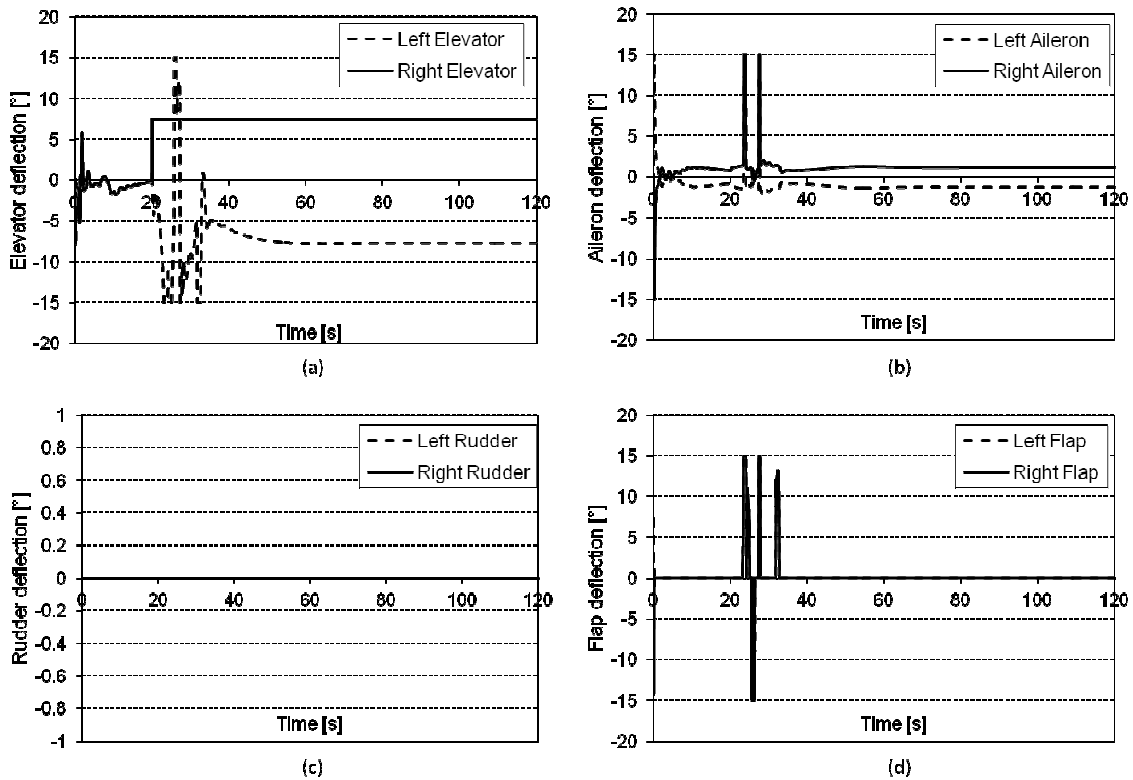 20
15
10
5
0
-5
-10
-15
-20
0 20 40 60 80 100 120
Elevator deflection [°]
Time [s]
Left Elevator
Right Elevator
(a)
20
15
10
5
0
-5
-10
-15
-20
0 20 40 60 80 100 120
Aileron deflection [°]
Time [s]
Left Aileron
Right Aileron
(b)
1
0.8
0.6
0.4
0.2
0
-0.2
-0.4
-0.6
-0.8
-1
0 20 40 60 80 100 120
Rudder deflection [°]
Time [s]
Left Rudder
Right Rudder
(c)
20
15
10
5
0
-5
-10
-15
-20
0 20 40 60 80 100 120
Flap deflection [°]
Time [s]
Left Flap
Right Flap
(d)